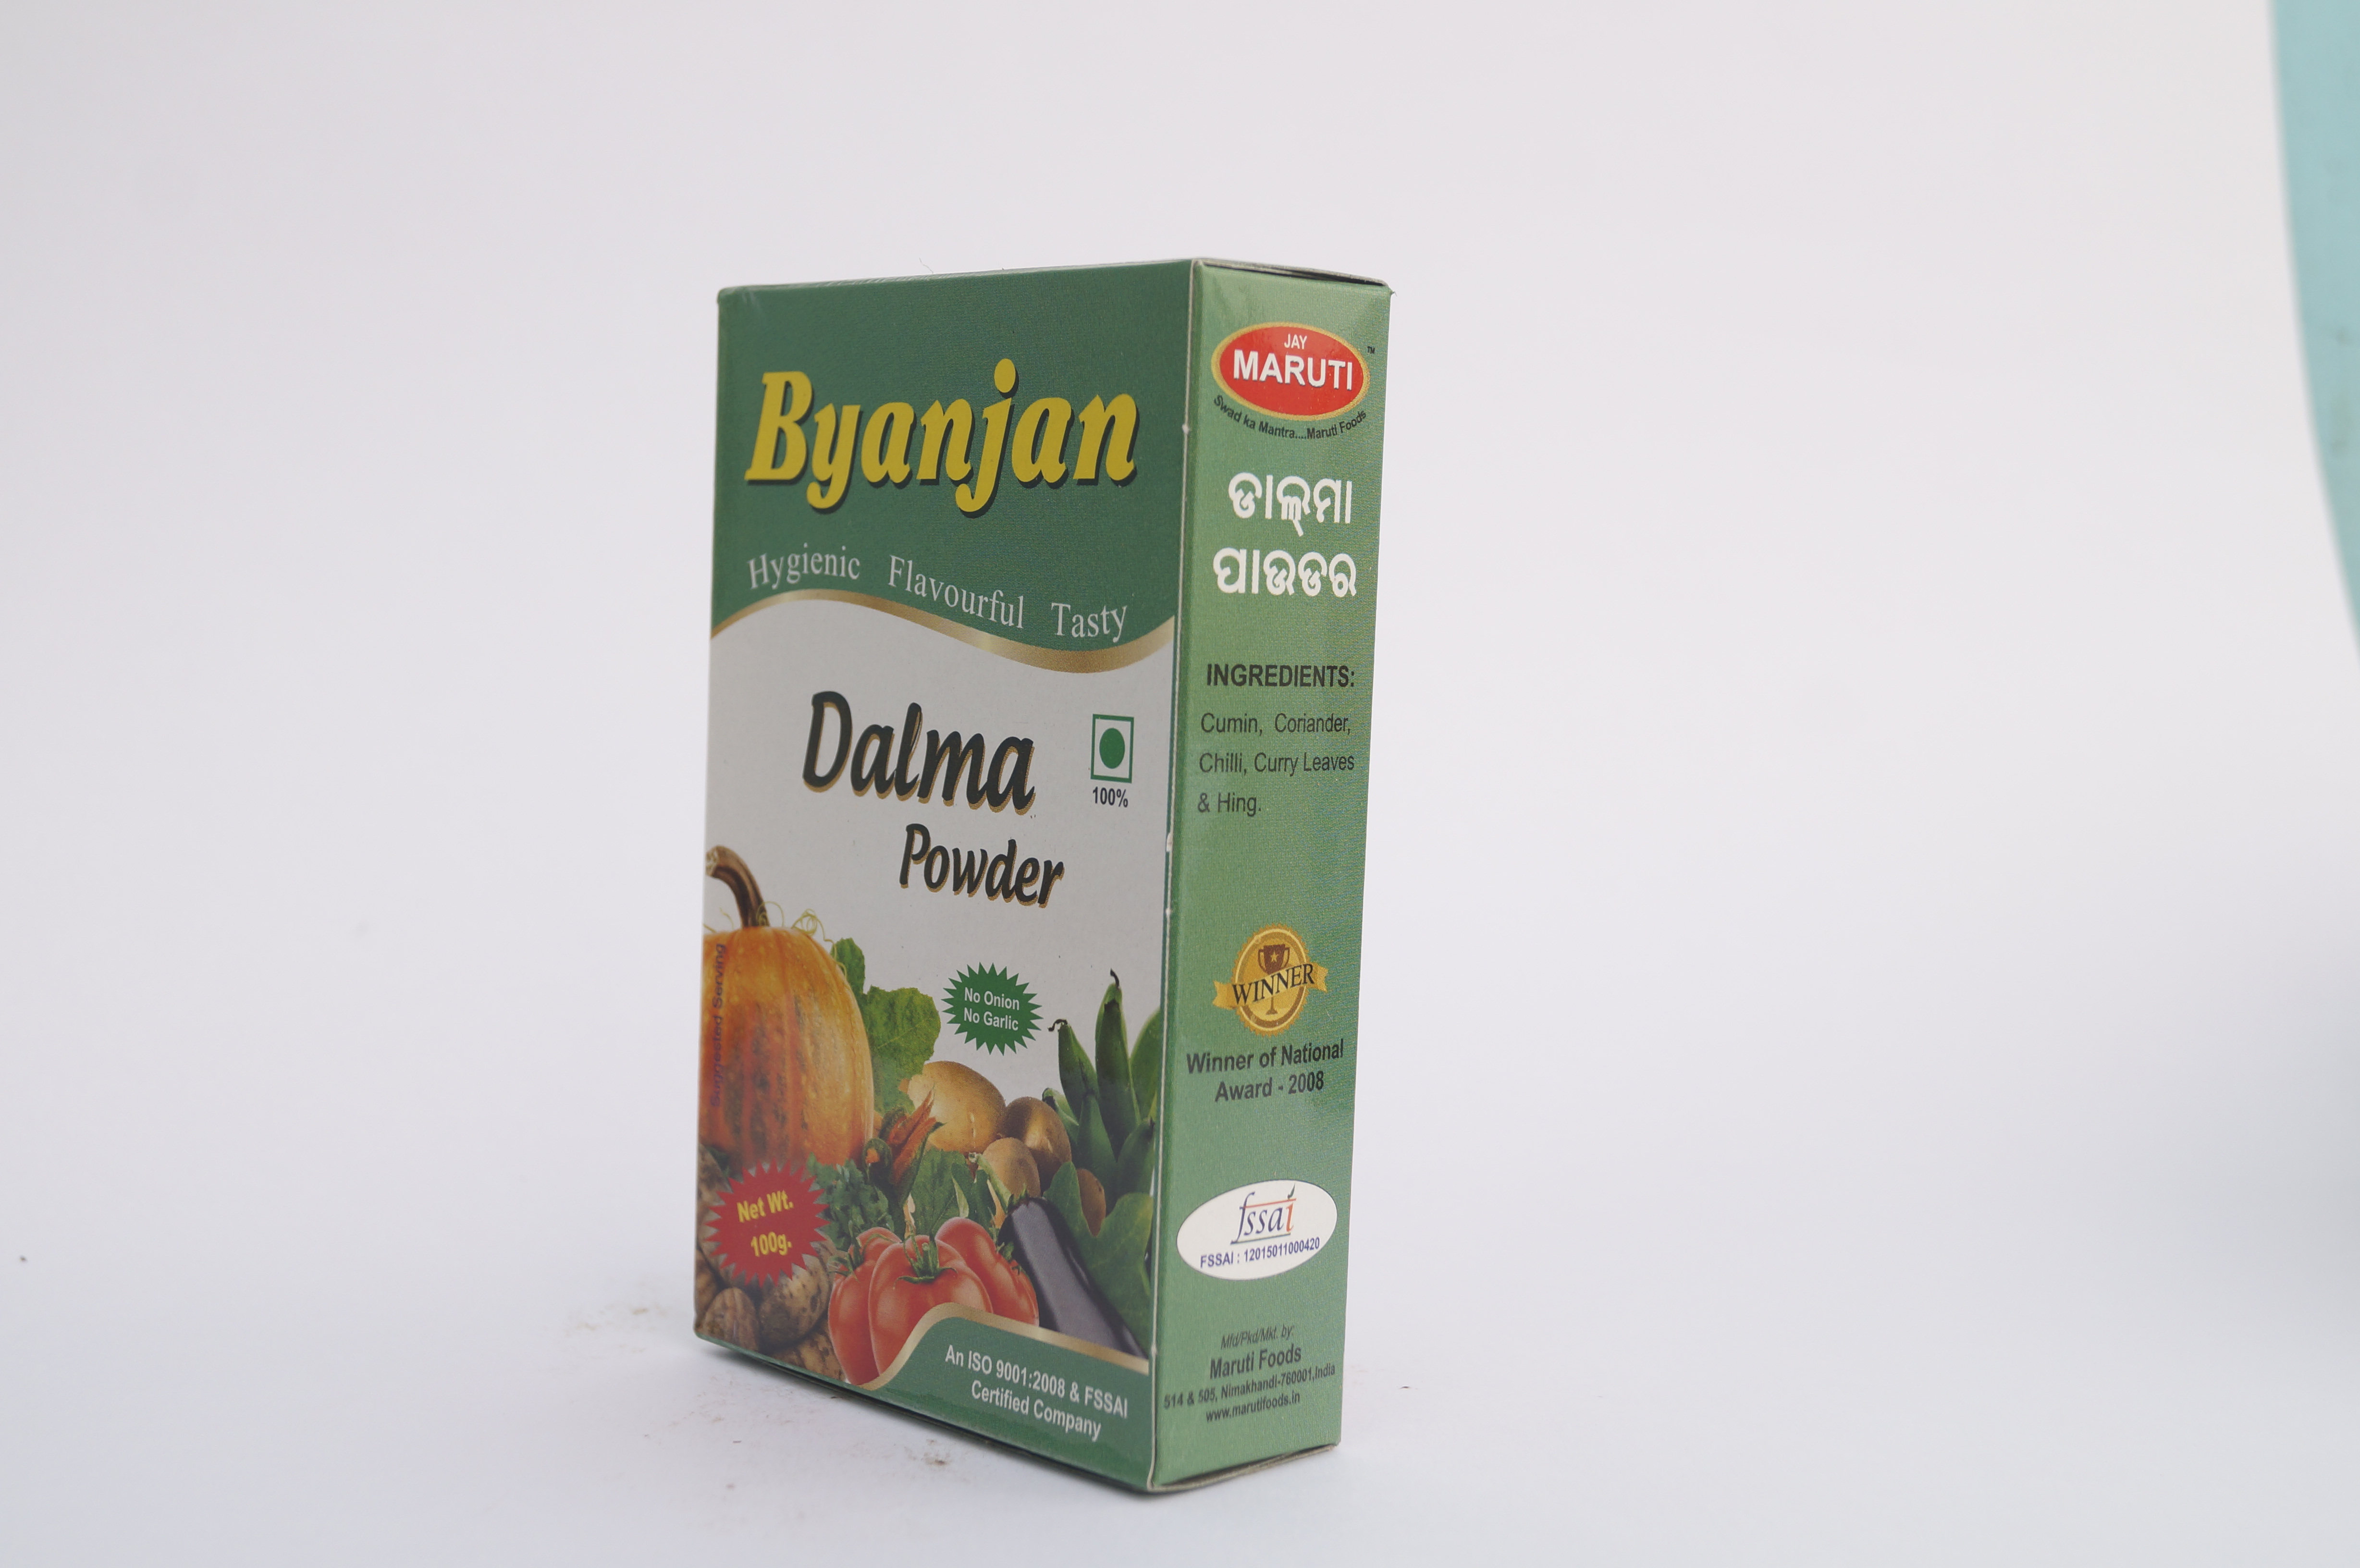 Byanjan
Hygienic Flavourful Tasty
Dalma
Powder
100%
No Onion
No Garlic
Suggested Serving
Net Wt.
100g.
An ISO 9001:2008 & FSSAI
Certified Company
JAY
MARUTI
TM
Swad ka Mantra....Maruti Foods
ଡାଲ୍‌ମା
ପାଉଡର
INGREDIENTS:
Cumin, Coriander,
Chilli, Curry Leaves
& Hing.
WINNER
Winner of National
Award - 2008
fssai
FSSAI : 12015011000420
Mfd/Pkd/Mkt. by:
Maruti Foods
514 & 505, Nimakhandi-760001,India
www.marutifoods.in